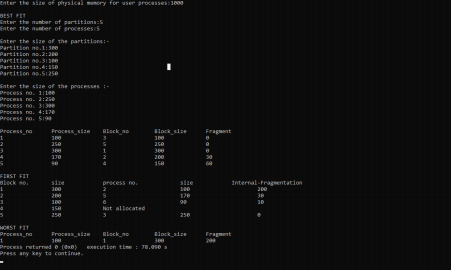 Enter the size of physical memory for user processes:1000
BEST FIT
Enter the number of partitions:5
Enter the number of processes:5
Enter the size of the partitions:-
Partition no.1:300
Partition no.2:200
Partition no.3:100
Partition no.4:150
Partition no.5:250
Enter the size of the processes :-
Process no. 1:100
Process no. 2:250
Process no. 3:300
Process no. 4:170
Process no. 5:90
Process_no Process_size Block_no Block_size Fragment
1 100 3 100 0
2 250 5 250 0
3 300 1 300 0
4 170 2 200 30
5 90 4 150 60
FIRST FIT
Block no. size process no. size Internal-Fragmentation
1 300 2 100 200
2 200 5 170 30
3 100 6 90 10
4 150 Not allocated
5 250 3 250 0
WORST FIT
Process_no Process_size Block_no Block_size Fragment
1 100 1 300 200
Process returned 0 (0x0) execution time : 78.090 s
Press any key to continue.